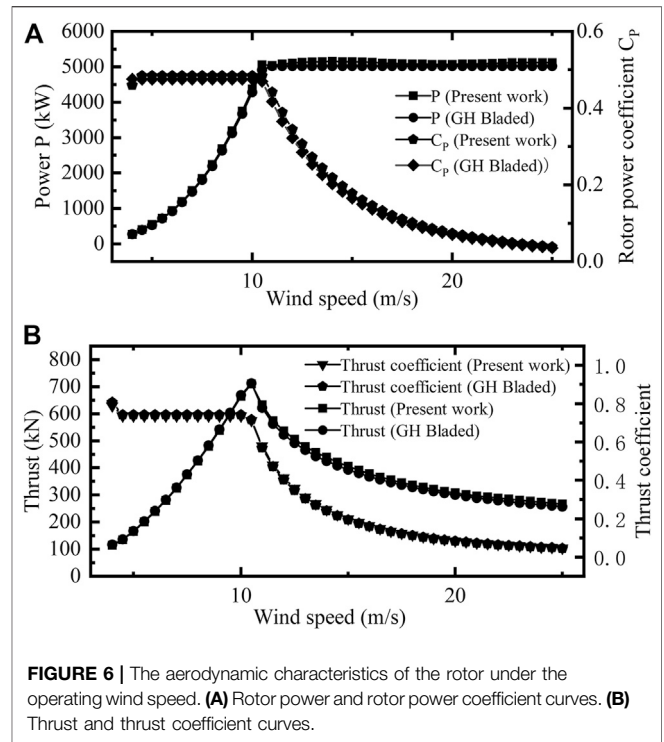 A
6000
5000
4000
3000
2000
1000
0
Power P (kW)
P (Present work)
P (GH Bladed)
C_P (Present work)
C_P (GH Bladed))
0.6
0.4
0.2
0.0
Rotor power coefficient C_P
10
20
Wind speed (m/s)
B
800
700
600
500
400
300
200
100
0
Thrust (kN)
Thrust coefficient (Present work)
Thrust coefficient (GH Bladed)
Thrust (Present work)
Thrust (GH Bladed)
1.0
0.8
0.6
0.4
0.2
0.0
Thrust coefficient
10
20
Wind speed (m/s)
FIGURE 6 | The aerodynamic characteristics of the rotor under the
operating wind speed. (A) Rotor power and rotor power coefficient curves. (B)
Thrust and thrust coefficient curves.